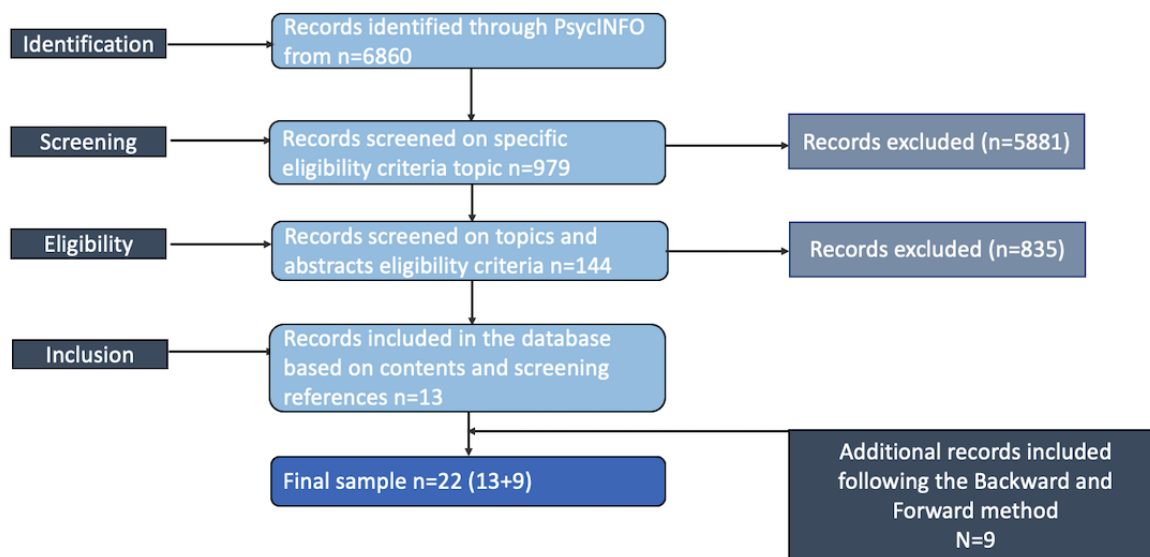 Identification
Records identified through PsycINFO
from n=6860
Screening
Records screened on specific
eligibility criteria topic n=979
Records excluded (n=5881)
Eligibility
Records screened on topics and
abstracts eligibility criteria n=144
Records excluded (n=835)
Inclusion
Records included in the database
based on contents and screening
references n=13
Additional records included
following the Backward and
Forward method
N=9
Final sample n=22 (13+9)